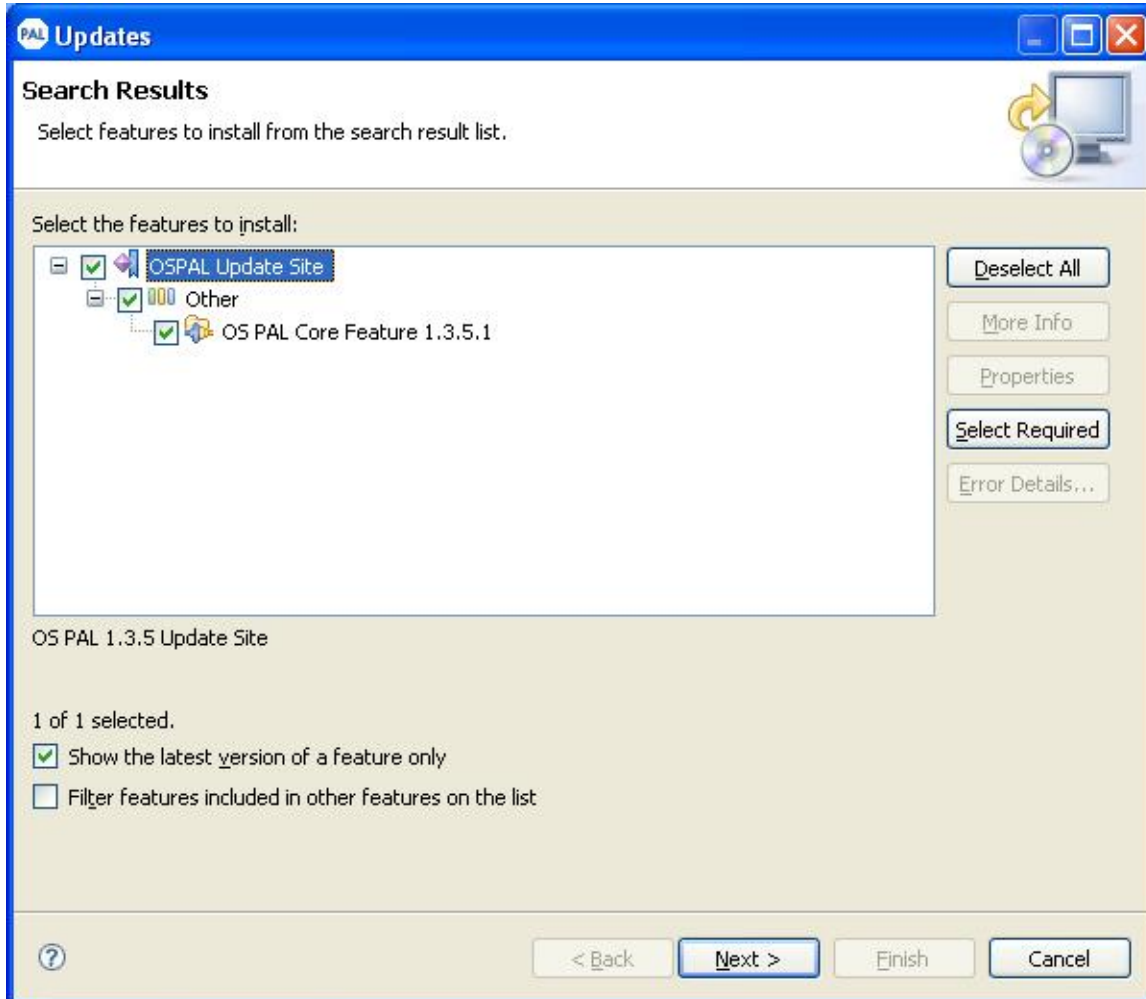 PAL Updates
Search Results
Select features to install from the search result list.
Select the features to install:
OSPAL Update Site
Other
OS PAL Core Feature 1.3.5.1
Deselect All
More Info
Properties
Select Required
Error Details...
OS PAL 1.3.5 Update Site
1 of 1 selected.
Show the latest version of a feature only
Filter features included in other features on the list
?
< Back Next > Finish Cancel